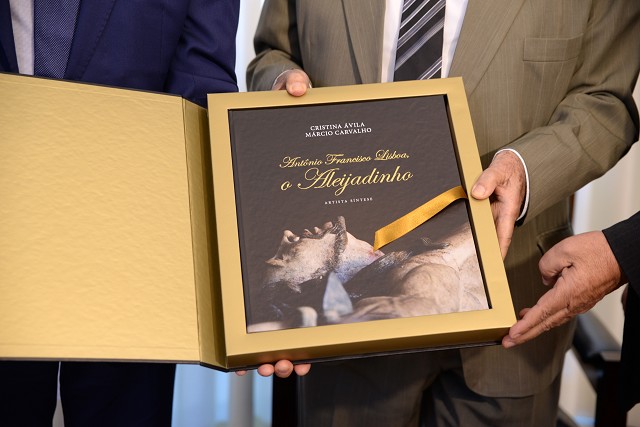 CRISTINA ÁVILA
MÁRCIO CARVALHO
Antônio Francisco Lisboa,
o Aleijadinho
ARTISTA SÍNTESE